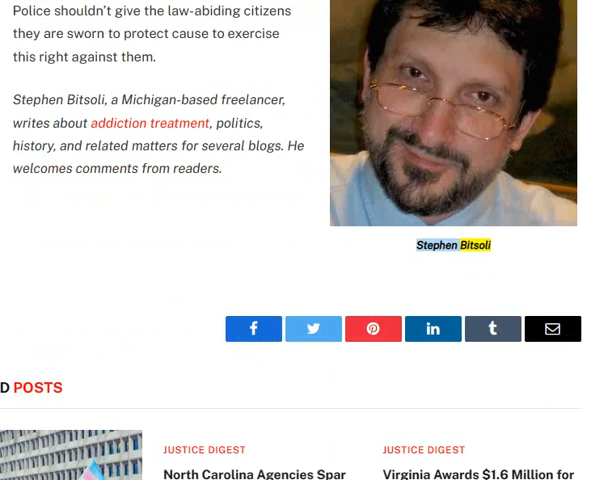 Police shouldn’t give the law-abiding citizens
they are sworn to protect cause to exercise
this right against them.
Stephen Bitsoli, a Michigan-based freelancer,
writes about addiction treatment, politics,
history, and related matters for several blogs. He
welcomes comments from readers.
Stephen Bitsoli
D POSTS
JUSTICE DIGEST
North Carolina Agencies Spar
JUSTICE DIGEST
Virginia Awards $1.6 Million for